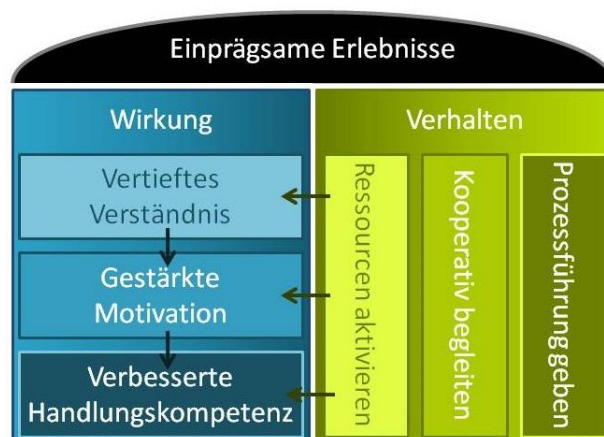 Einprägsame Erlebnisse
Wirkung
Vertieftes
Verständnis
Gestärkte
Motivation
Verbesserte
Handlungskompetenz
Verhalten
Ressourcen aktivieren
Kooperativ begleiten
Prozessführung geben